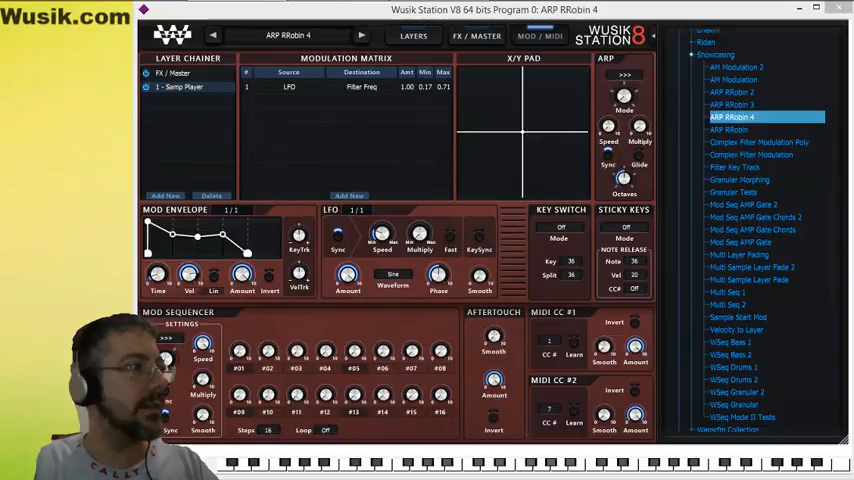 Wusik.com
Wusik Station V8 64 bits Program 0: ARP RRobin 4
ARP RRobin 4
LAYERS
FX / MASTER
MOD / MIDI
WUSIK
STATION8
LAYER CHAINER
FX / Master
1 - Samp Player
Add New
Delete
MODULATION MATRIX
# Source Destination Amt Min Max
1 LFO Filter Freq 1.00 0.17 0.71
Add New
X/Y PAD
ARP
>>>
Mode
Speed
Multiply
Sync
Glide
Octaves
MOD ENVELOPE 1/1
KeyTrk
VelTrk
Time
Vel
Lin
Amount
Invert
LFO 1/1
Sync
Min
Max
Speed
Min
Max
Multiply
Fast
KeySync
Amount
Sine
Waveform
Phase
Smooth
KEY SWITCH
Off
Mode
Key 36
Split 36
STICKY KEYS
Off
Mode
NOTE RELEASE
Note 36
Vel 20
CC# Off
MOD SEQUENCER
SETTINGS
>>>
Speed
Multiply
Sync
Smooth
#01 #02 #03 #04 #05 #06 #07 #08
#09 #10 #11 #12 #13 #14 #15 #16
Steps 16
Loop Off
AFTERTOUCH
Smooth
Amount
Invert
MIDI CC #1
Invert
1
CC #
Learn
Smooth
Amount
MIDI CC #2
Invert
7
CC #
Learn
Smooth
Amount
Ridan
Showcasing
AM Modulation 2
AM Modulation
ARP RRobin 2
ARP RRobin 3
ARP RRobin 4
ARP RRobin
Complex Filter Modulation Poly
Complex Filter Modulation
Filter Key Track
Granular Morphing
Granular Tests
Mod Seq AMP Gate 2
Mod Seq AMP Gate Chords 2
Mod Seq AMP Gate Chords
Mod Seq AMP Gate
Multi Layer Fading
Multi Sample Layer Fade 2
Multi Sample Layer Fade
Multi Seq 1
Multi Seq 2
Sample Start Mod
Velocity to Layer
WSeq Bass 1
WSeq Bass 2
WSeq Drums 1
WSeq Drums 2
WSeq Granular 2
WSeq Granular
WSeq Mode II Tests